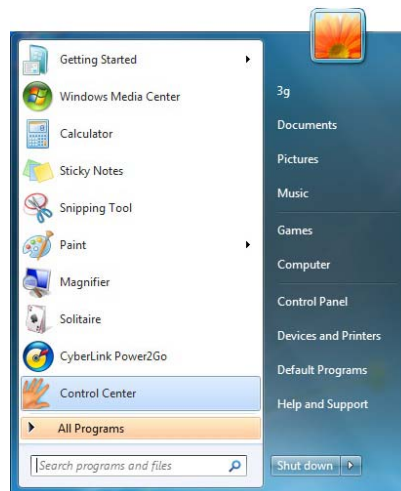 Getting Started
Windows Media Center
Calculator
Sticky Notes
Snipping Tool
Paint
Magnifier
Solitaire
CyberLink Power2Go
Control Center
All Programs
Search programs and files
3g
Documents
Pictures
Music
Games
Computer
Control Panel
Devices and Printers
Default Programs
Help and Support
Shut down